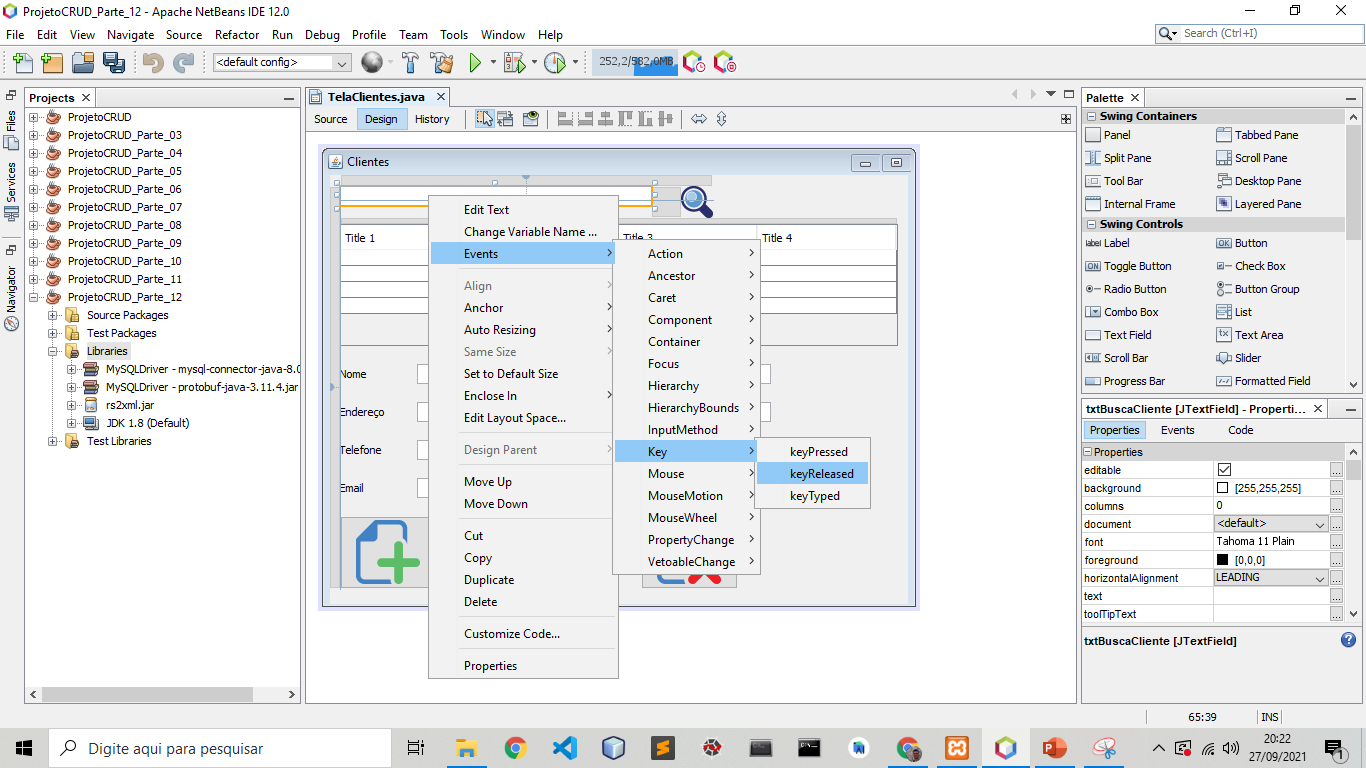 ProjetoCRUD_Parte_12 - Apache NetBeans IDE 12.0
File Edit View Navigate Source Refactor Run Debug Profile Team Tools Window Help
Search (Ctrl+I)
<default config>
252,2/582,0MB
Projects
Files
Services
Navigator
ProjetoCRUD
ProjetoCRUD_Parte_03
ProjetoCRUD_Parte_04
ProjetoCRUD_Parte_05
ProjetoCRUD_Parte_06
ProjetoCRUD_Parte_07
ProjetoCRUD_Parte_08
ProjetoCRUD_Parte_09
ProjetoCRUD_Parte_10
ProjetoCRUD_Parte_11
ProjetoCRUD_Parte_12
Source Packages
Test Packages
Libraries
MySQLDriver - mysql-connector-java-8.0
MySQLDriver - protobuf-java-3.11.4.jar
rs2xml.jar
JDK 1.8 (Default)
Test Libraries
TelaClientes.java
Source Design History
Clientes
Title 1
Title 3
Title 4
Nome
Endereço
Telefone
Email
Edit Text
Change Variable Name ...
Events
Align
Anchor
Auto Resizing
Same Size
Set to Default Size
Enclose In
Edit Layout Space...
Design Parent
Move Up
Move Down
Cut
Copy
Duplicate
Delete
Customize Code...
Properties
Action
Ancestor
Caret
Component
Container
Focus
Hierarchy
HierarchyBounds
InputMethod
Key
Mouse
MouseMotion
MouseWheel
PropertyChange
VetoableChange
keyPressed
keyReleased
keyTyped
Palette
Swing Containers
Panel Tabbed Pane
Split Pane Scroll Pane
Tool Bar Desktop Pane
Internal Frame Layered Pane
Swing Controls
label Label OK Button
Toggle Button Check Box
Radio Button Button Group
Combo Box List
Text Field Text Area
Scroll Bar Slider
Progress Bar Formatted Field
txtBuscaCliente [JTextField] - Properti...
Properties Events Code
Properties
editable
background [255,255,255]
columns 0
document <default>
font Tahoma 11 Plain
foreground [0,0,0]
horizontalAlignment LEADING
text
toolTipText
txtBuscaCliente [JTextField]
65:39 INS
Digite aqui para pesquisar
20:22
27/09/2021
1